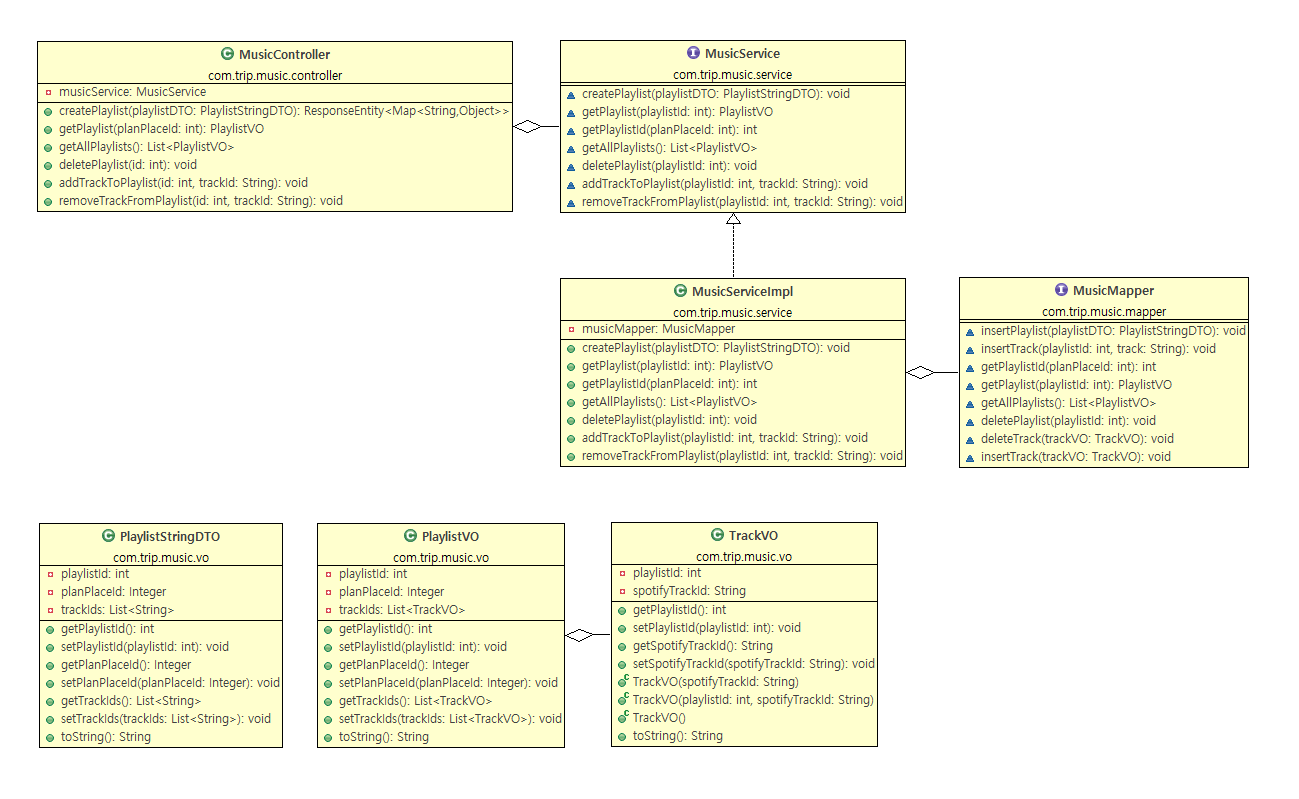 MusicController
com.trip.music.controller
musicService: MusicService
createPlaylist(playlistDTO: PlaylistStringDTO): ResponseEntity<Map<String,Object>>
getPlaylist(planPlaceId: int): PlaylistVO
getAllPlaylists(): List<PlaylistVO>
deletePlaylist(id: int): void
addTrackToPlaylist(id: int, trackId: String): void
removeTrackFromPlaylist(id: int, trackId: String): void
MusicService
com.trip.music.service
createPlaylist(playlistDTO: PlaylistStringDTO): void
getPlaylist(playlistId: int): PlaylistVO
getPlaylistId(planPlaceId: int): int
getAllPlaylists(): List<PlaylistVO>
deletePlaylist(playlistId: int): void
addTrackToPlaylist(playlistId: int, trackId: String): void
removeTrackFromPlaylist(playlistId: int, trackId: String): void
MusicServiceImpl
com.trip.music.service
musicMapper: MusicMapper
createPlaylist(playlistDTO: PlaylistStringDTO): void
getPlaylist(playlistId: int): PlaylistVO
getPlaylistId(planPlaceId: int): int
getAllPlaylists(): List<PlaylistVO>
deletePlaylist(playlistId: int): void
addTrackToPlaylist(playlistId: int, trackId: String): void
removeTrackFromPlaylist(playlistId: int, trackId: String): void
MusicMapper
com.trip.music.mapper
insertPlaylist(playlistDTO: PlaylistStringDTO): void
insertTrack(playlistId: int, track: String): void
getPlaylistId(planPlaceId: int): int
getPlaylist(playlistId: int): PlaylistVO
getAllPlaylists(): List<PlaylistVO>
deletePlaylist(playlistId: int): void
deleteTrack(trackVO: TrackVO): void
insertTrack(trackVO: TrackVO): void
PlaylistStringDTO
com.trip.music.vo
playlistId: int
planPlaceId: Integer
trackIds: List<String>
getPlaylistId(): int
setPlaylistId(playlistId: int): void
getPlanPlaceId(): Integer
setPlanPlaceId(planPlaceId: Integer): void
getTrackIds(): List<String>
setTrackIds(trackIds: List<String>): void
toString(): String
PlaylistVO
com.trip.music.vo
playlistId: int
planPlaceId: Integer
trackIds: List<TrackVO>
getPlaylistId(): int
setPlaylistId(playlistId: int): void
getPlanPlaceId(): Integer
setPlanPlaceId(planPlaceId: Integer): void
getTrackIds(): List<TrackVO>
setTrackIds(trackIds: List<TrackVO>): void
toString(): String
TrackVO
com.trip.music.vo
playlistId: int
spotifyTrackId: String
getPlaylistId(): int
setPlaylistId(playlistId: int): void
getSpotifyTrackId(): String
setSpotifyTrackId(spotifyTrackId: String): void
TrackVO(spotifyTrackId: String)
TrackVO(playlistId: int, spotifyTrackId: String)
TrackVO()
toString(): String